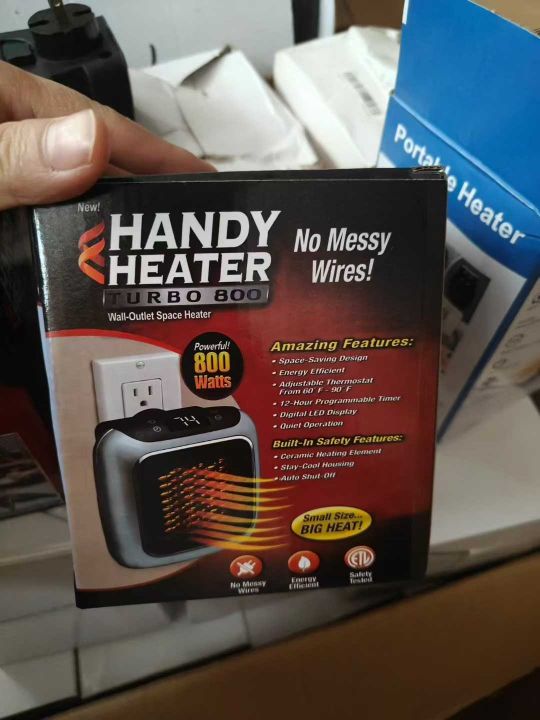 New!
HANDY
HEATER
TURBO 800
Wall-Outlet Space Heater
No Messy
Wires!
Powerful!
800
Watts
74
Amazing Features:
• Space-Saving Design
• Energy Efficient
• Adjustable Thermostat
From 60°F - 90°F
• 12-Hour Programmable Timer
• Digital LED Display
• Quiet Operation
Built-In Safety Features:
• Ceramic Heating Element
• Stay-Cool Housing
• Auto Shut-Off
Small Size...
BIG HEAT!
No Messy
Wires
Energy
Efficient
ETL
Safety
Tested
Portable Heater